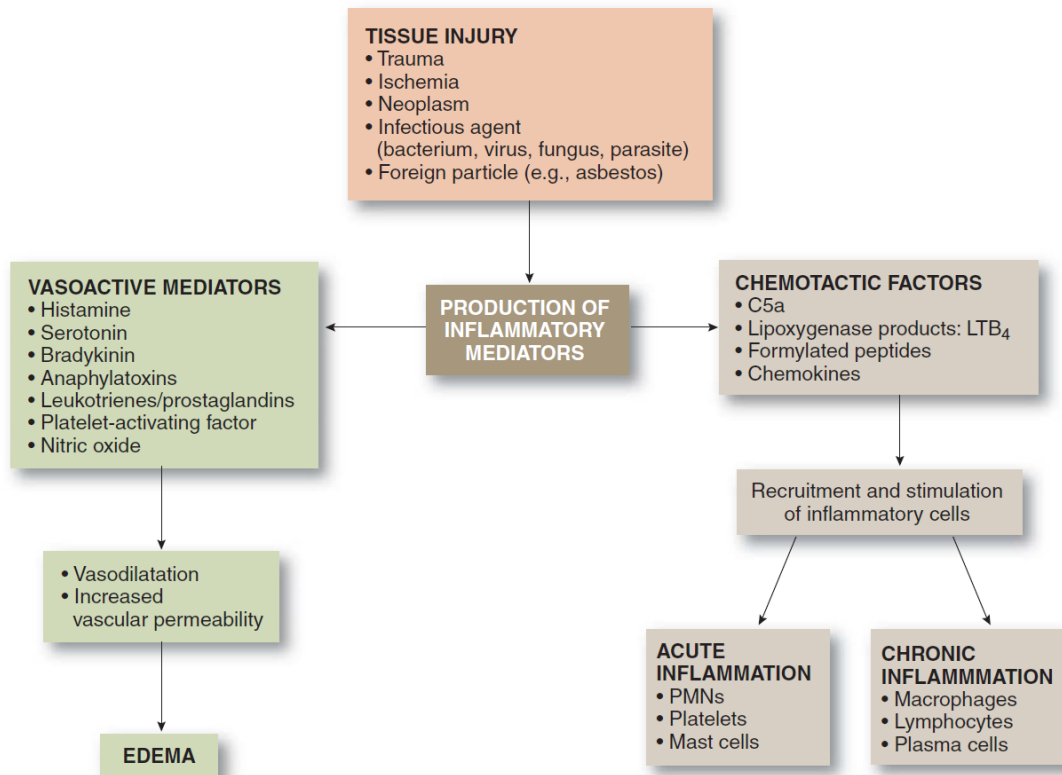 TISSUE INJURY
• Trauma
• Ischemia
• Neoplasm
• Infectious agent
(bacterium, virus, fungus, parasite)
• Foreign particle (e.g., asbestos)
VASOACTIVE MEDIATORS
• Histamine
• Serotonin
• Bradykinin
• Anaphylatoxins
• Leukotrienes/prostaglandins
• Platelet-activating factor
• Nitric oxide
PRODUCTION OF
INFLAMMATORY
MEDIATORS
CHEMOTACTIC FACTORS
• C5a
• Lipoxygenase products: LTB₄
• Formylated peptides
• Chemokines
Recruitment and stimulation
of inflammatory cells
• Vasodilatation
• Increased
vascular permeability
EDEMA
ACUTE
INFLAMMATION
• PMNs
• Platelets
• Mast cells
CHRONIC
INFLAMMMATION
• Macrophages
• Lymphocytes
• Plasma cells